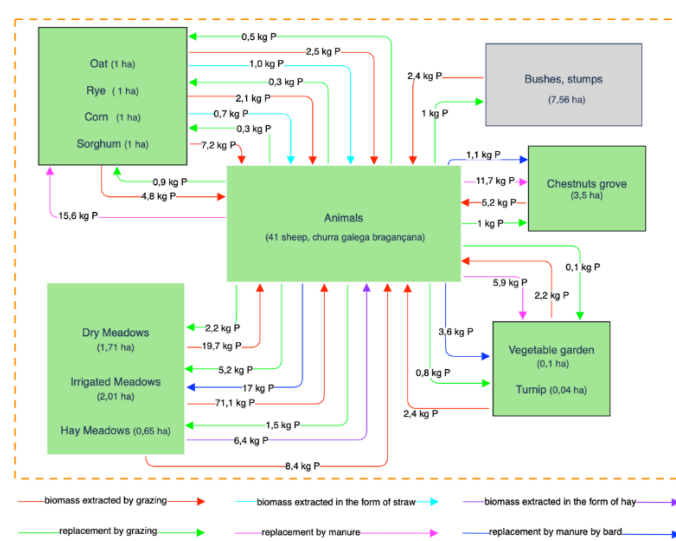 0,5 kg P
2,5 kg P
Oat (1 ha)
1,0 kg P
0,3 kg P
Rye ( 1 ha)
2,1 kg P
Corn (1 ha)
0,7 kg P
0,3 kg P
Sorghum (1 ha)
7,2 kg P
0,9 kg P
4,8 kg P
15,6 kg P
2,4 kg P
Bushes, stumps
(7,56 ha)
1 kg P
1,1 kg P
11,7 kg P
Chestnuts grove
(3,5 ha)
5,2 kg P
1 kg P
Animals
(41 sheep, churra galega bragançana)
0,1 kg P
5,9 kg P
2,2 kg P
3,6 kg P
0,8 kg P
2,4 kg P
Vegetable garden
(0,1 ha)
Turnip (0,04 ha)
2,2 kg P
Dry Meadows
(1,71 ha)
19,7 kg P
5,2 kg P
Irrigated Meadows
(2,01 ha)
17 kg P
71,1 kg P
1,5 kg P
Hay Meadows (0,65 ha)
6,4 kg P
8,4 kg P
biomass extracted by grazing
biomass extracted in the form of straw
biomass extracted in the form of hay
replacement by grazing
replacement by manure
replacement by manure by bard